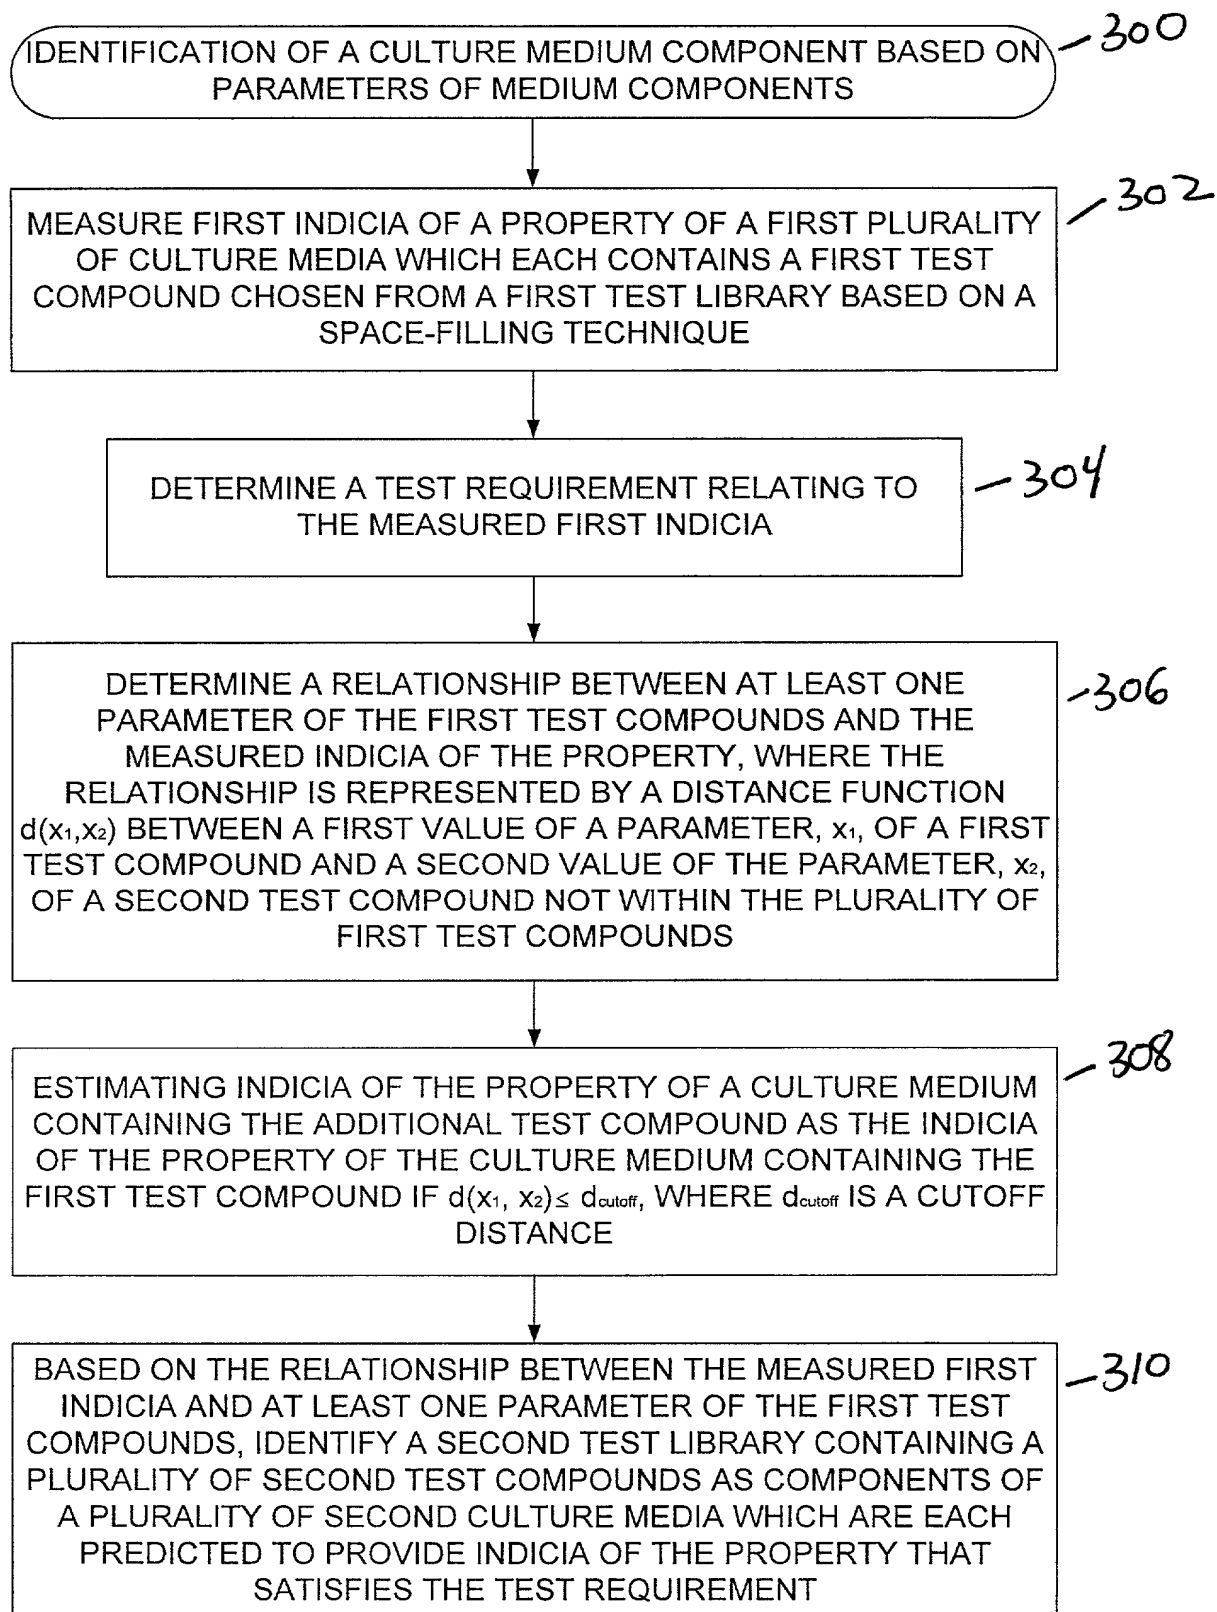 IDENTIFICATION OF A CULTURE MEDIUM COMPONENT BASED ON
PARAMETERS OF MEDIUM COMPONENTS
300
MEASURE FIRST INDICIA OF A PROPERTY OF A FIRST PLURALITY
OF CULTURE MEDIA WHICH EACH CONTAINS A FIRST TEST
COMPOUND CHOSEN FROM A FIRST TEST LIBRARY BASED ON A
SPACE-FILLING TECHNIQUE
302
DETERMINE A TEST REQUIREMENT RELATING TO
THE MEASURED FIRST INDICIA
304
DETERMINE A RELATIONSHIP BETWEEN AT LEAST ONE
PARAMETER OF THE FIRST TEST COMPOUNDS AND THE
MEASURED INDICIA OF THE PROPERTY, WHERE THE
RELATIONSHIP IS REPRESENTED BY A DISTANCE FUNCTION
d(x₁,x₂) BETWEEN A FIRST VALUE OF A PARAMETER, x₁, OF A FIRST
TEST COMPOUND AND A SECOND VALUE OF THE PARAMETER, x₂,
OF A SECOND TEST COMPOUND NOT WITHIN THE PLURALITY OF
FIRST TEST COMPOUNDS
306
ESTIMATING INDICIA OF THE PROPERTY OF A CULTURE MEDIUM
CONTAINING THE ADDITIONAL TEST COMPOUND AS THE INDICIA
OF THE PROPERTY OF THE CULTURE MEDIUM CONTAINING THE
FIRST TEST COMPOUND IF d(x₁, x₂)≤ dcutoff, WHERE dcutoff IS A CUTOFF
DISTANCE
308
BASED ON THE RELATIONSHIP BETWEEN THE MEASURED FIRST
INDICIA AND AT LEAST ONE PARAMETER OF THE FIRST TEST
COMPOUNDS, IDENTIFY A SECOND TEST LIBRARY CONTAINING A
PLURALITY OF SECOND TEST COMPOUNDS AS COMPONENTS OF
A PLURALITY OF SECOND CULTURE MEDIA WHICH ARE EACH
PREDICTED TO PROVIDE INDICIA OF THE PROPERTY THAT
SATISFIES THE TEST REQUIREMENT
310